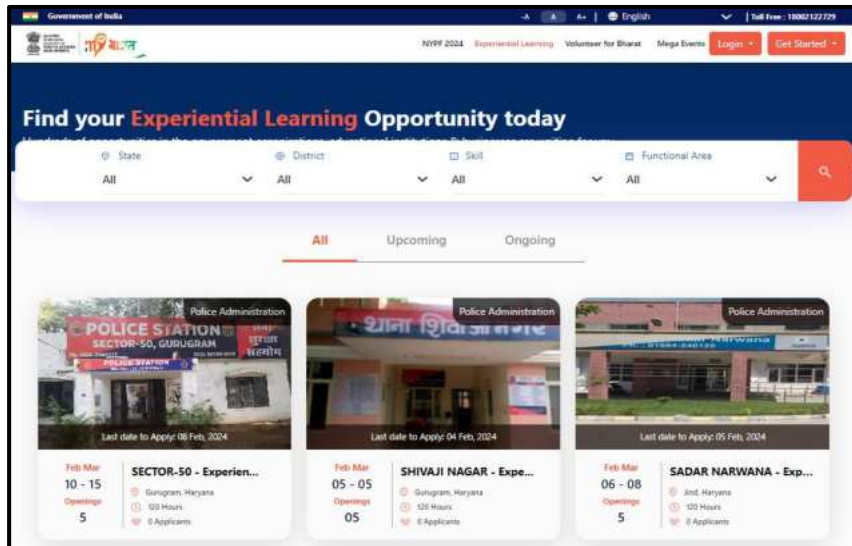 Government of India
-A A A+ | English | Toll Free : 18002122729
NYPF 2024 Experiential Learning Volunteer for Bharat Mega Events Login Get Started
Find your Experiential Learning Opportunity today
State District Skill Functional Area
All All All All
All Upcoming Ongoing
Police Administration
POLICE STATION
SECTOR-50, GURUGRAM
POLICE STATION
Last date to Apply: 08 Feb, 2024
Feb Mar
10 - 15
Openings
5
SECTOR-50 - Experien...
Gurugram, Haryana
120 Hours
0 Applicants
Police Administration
थाना शिवाजी नगर
Last date to Apply: 04 Feb, 2024
Feb Mar
05 - 05
Openings
05
SHIVAJI NAGAR - Expe...
Gurugram, Haryana
120 Hours
0 Applicants
Police Administration
Narwana
Last date to Apply: 05 Feb, 2024
Feb Mar
06 - 08
Openings
5
SADAR NARWANA - Exp...
Jind, Haryana
120 Hours
0 Applicants